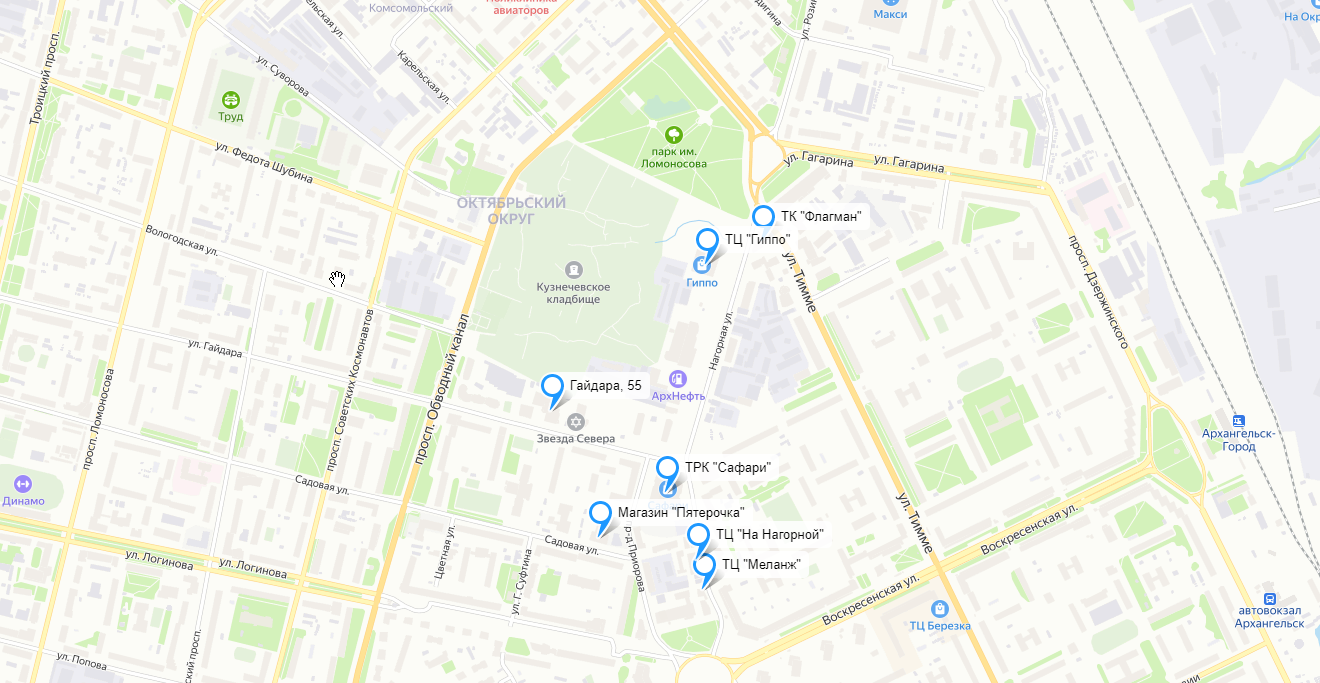 Комсомольский
Поликлиника
авиаторов
Макси
На Окр
Троицкий просп.
ул. Суворова
Карельская ул.
Труд
парк им.
Ломоносова
ул. Гагарина
ул. Гагарина
ул. Федота Шубина
ОКТЯБРЬСКИЙ
ОКРУГ
ТК "Флагман"
ТЦ "Гиппо"
Вологодская ул.
Кузнечевское
кладбище
Гиппо
ул. Тимме
просп. Дзержинского
ул. Гайдара
просп. Советских Космонавтов
просп. Обводный канал
Нагорная ул.
Гайдара, 55
АрхНефть
просп. Ломоносова
Звезда Севера
Архангельск-
Город
ТРК "Сафари"
Динамо
Садовая ул.
Магазин "Пятерочка"
ул. Тимме
Воскресенская ул.
ТЦ "На Нагорной"
р-д Приорова
Цветная ул.
Садовая ул.
ТЦ "Меланж"
ул. Логинова
ул. Логинова
ул. Г. Суфтина
Воскресенская ул.
ТЦ Березка
автовокзал
Архангельск
ул. Попова
ский просп.